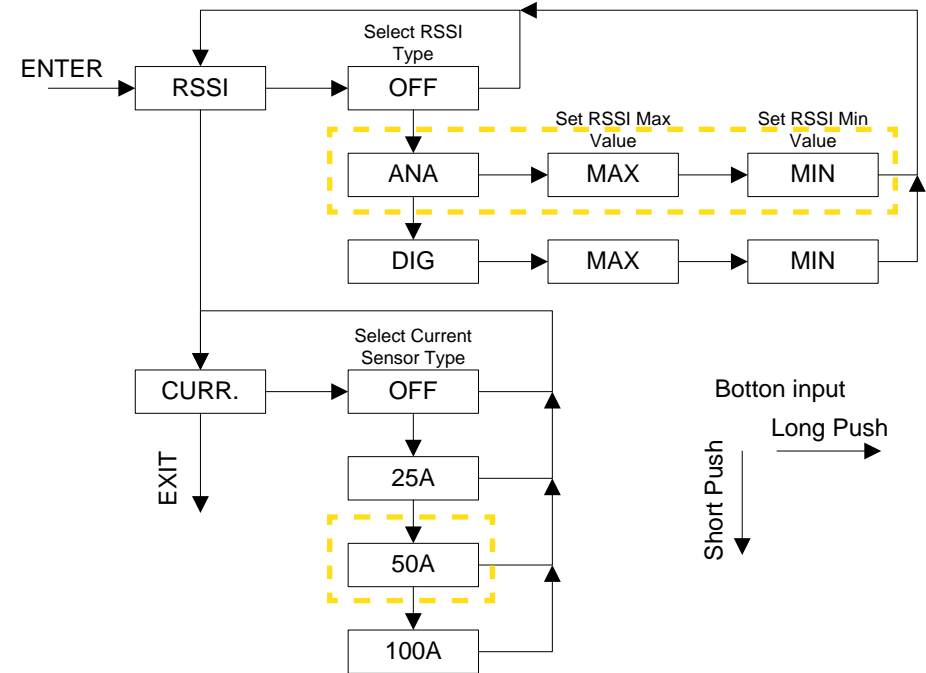 Select RSSI
Type
ENTER
RSSI
OFF
Set RSSI Max
Value
Set RSSI Min
Value
ANA
MAX
MIN
DIG
MAX
MIN
Select Current
Sensor Type
CURR.
OFF
Botton input
Long Push
Short Push
EXIT
25A
50A
100A